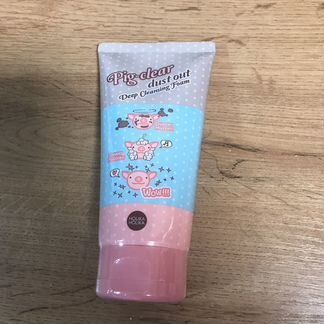 Pig-clear
dust out
Deep Cleansing Foam
Wow!!!
HOLIKA
HOLIKA